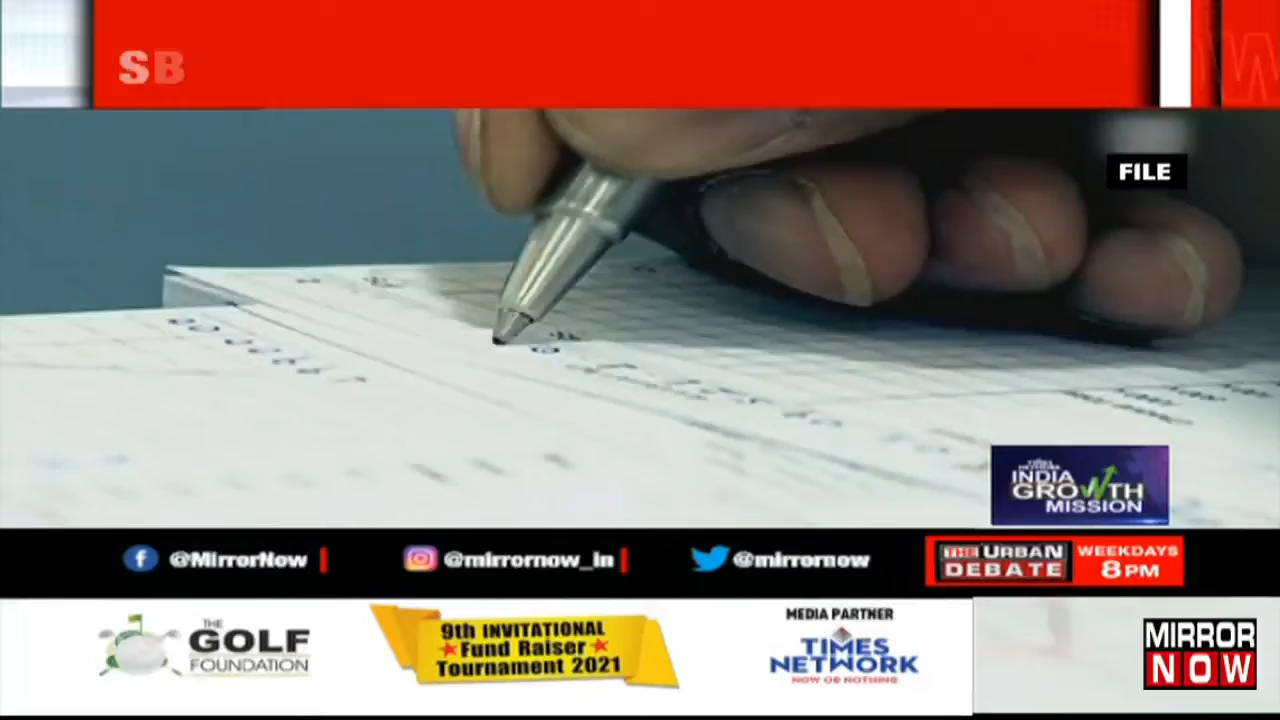 SB
FILE
TIMES NETWORK
INDIA
GROWTH
MISSION
@MirrorNow
@mirrornow_in
@mirrornow
THE URBAN
DEBATE
WEEKDAYS
8PM
THE
GOLF
FOUNDATION
9th INVITATIONAL
Fund Raiser
Tournament 2021
MEDIA PARTNER
TIMES
NETWORK
NOW OR NOTHING
MIRROR
NOW